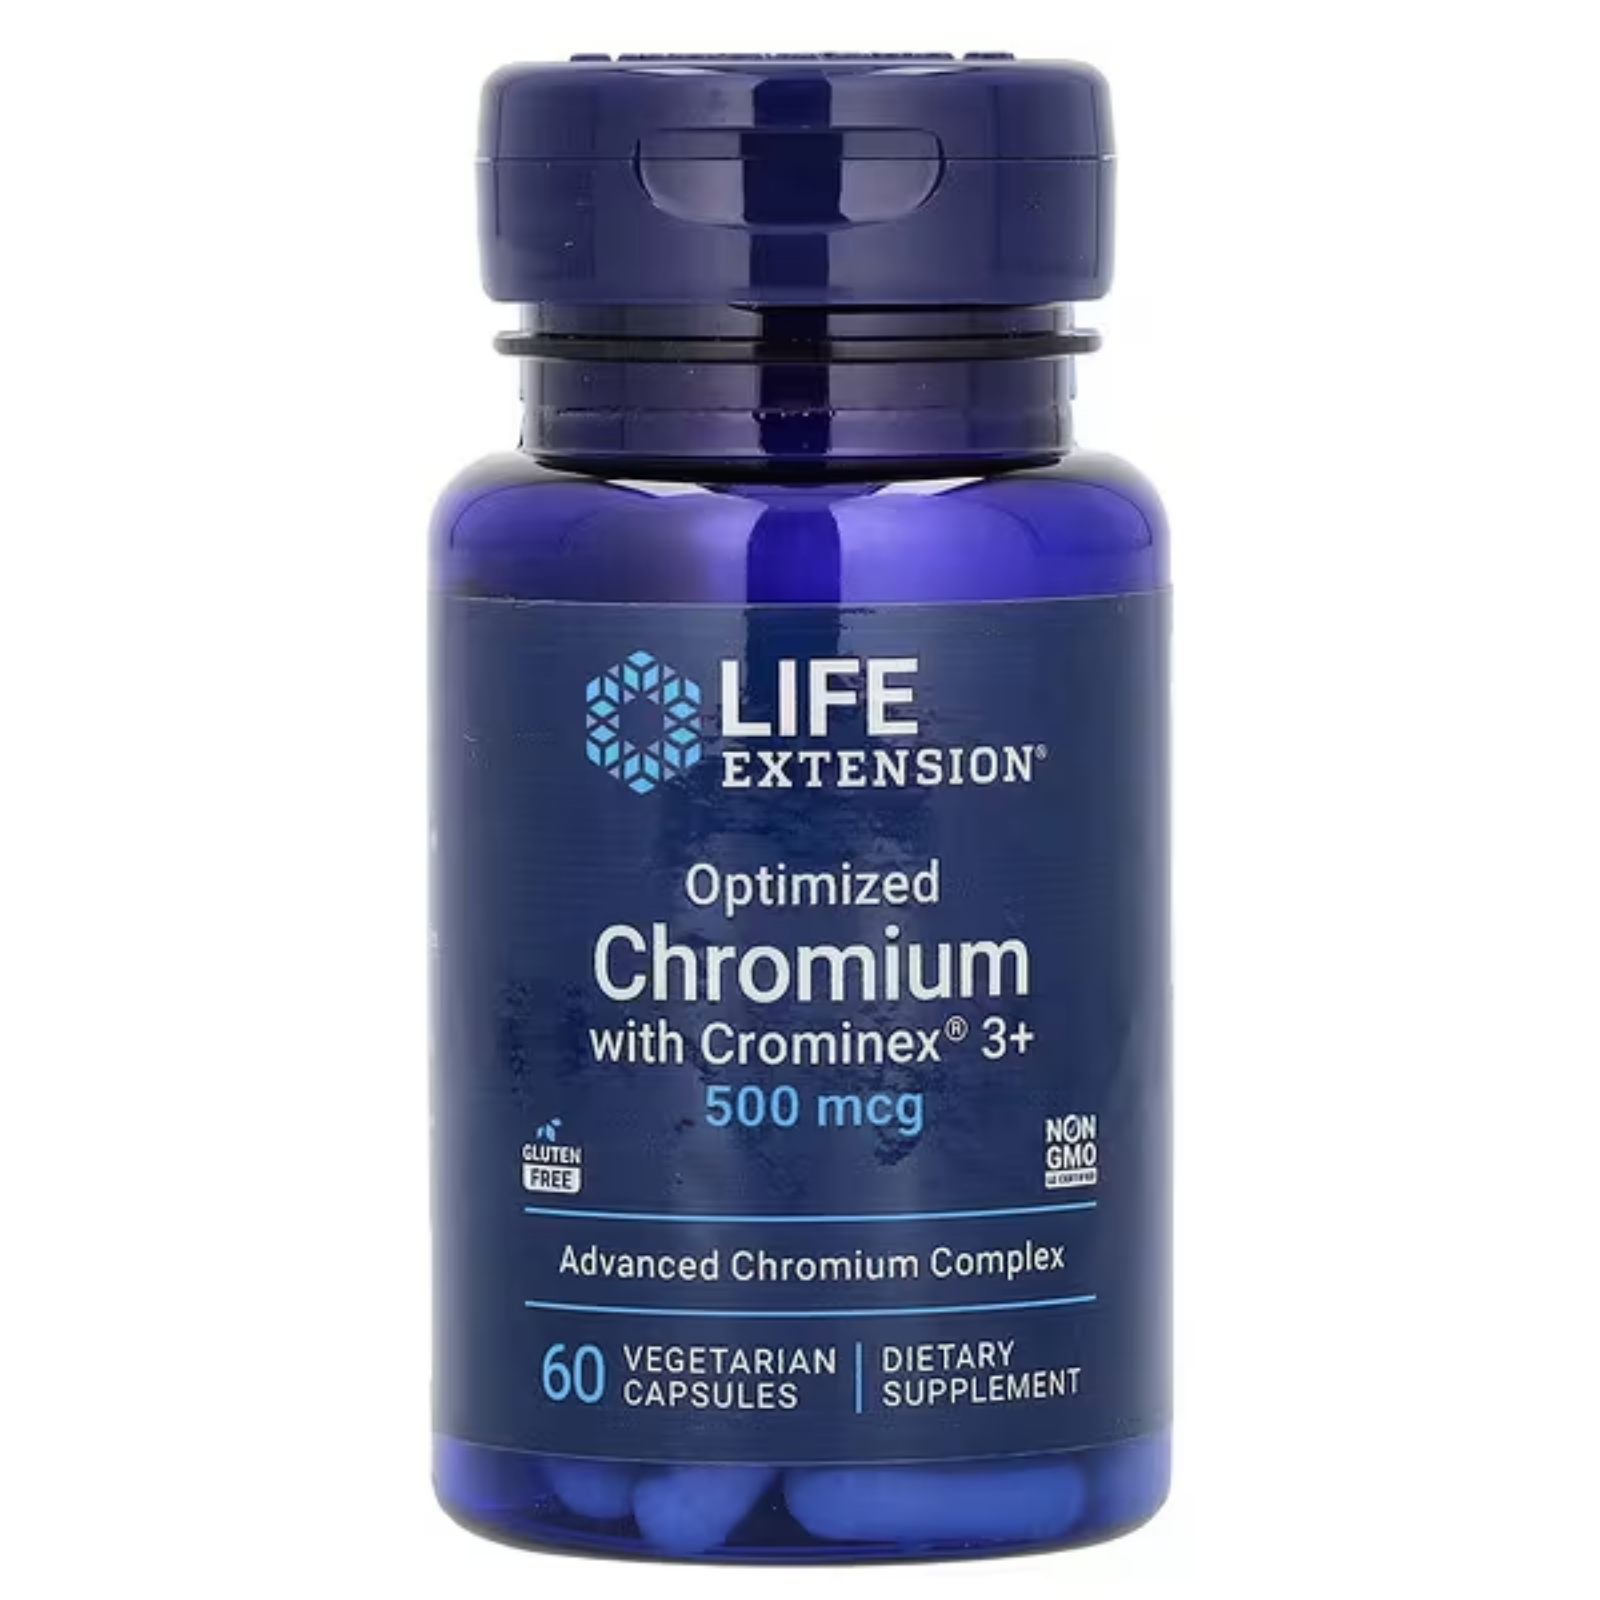 LIFE
EXTENSION®
Optimized
Chromium
with Crominex® 3+
500 mcg
GLUTEN
FREE
NON
GMO
Advanced Chromium Complex
60 VEGETARIAN CAPSULES | DIETARY SUPPLEMENT